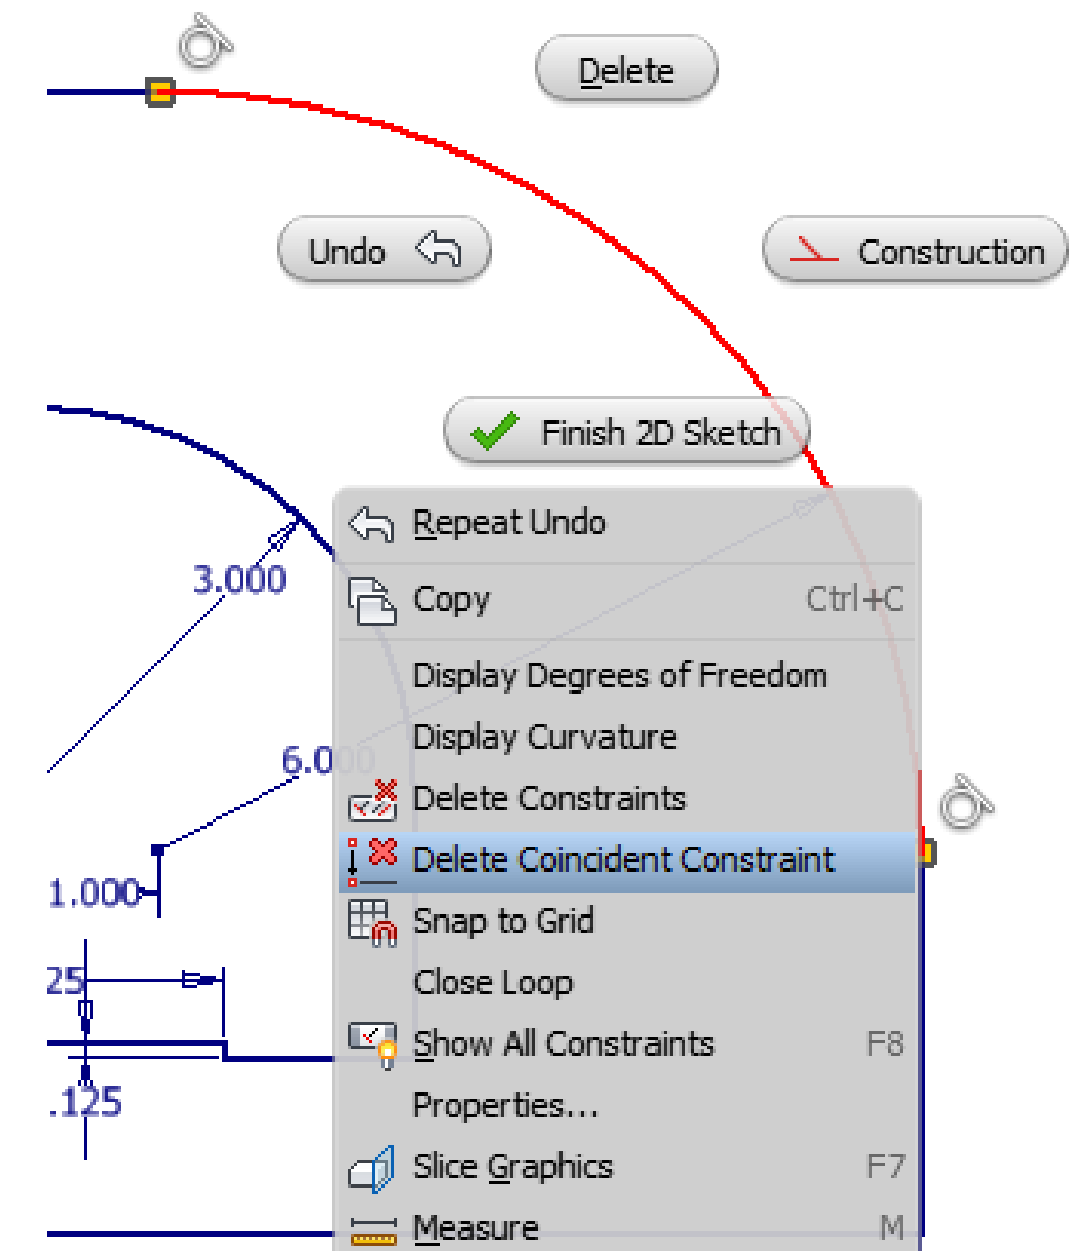 Delete
Undo
Construction
Finish 2D Sketch
Repeat Undo
3.000
Copy Ctrl+C
Display Degrees of Freedom
Display Curvature
6.000
Delete Constraints
Delete Coincident Constraint
1.000
Snap to Grid
25
Close Loop
Show All Constraints F8
.125
Properties...
Slice Graphics F7
Measure M